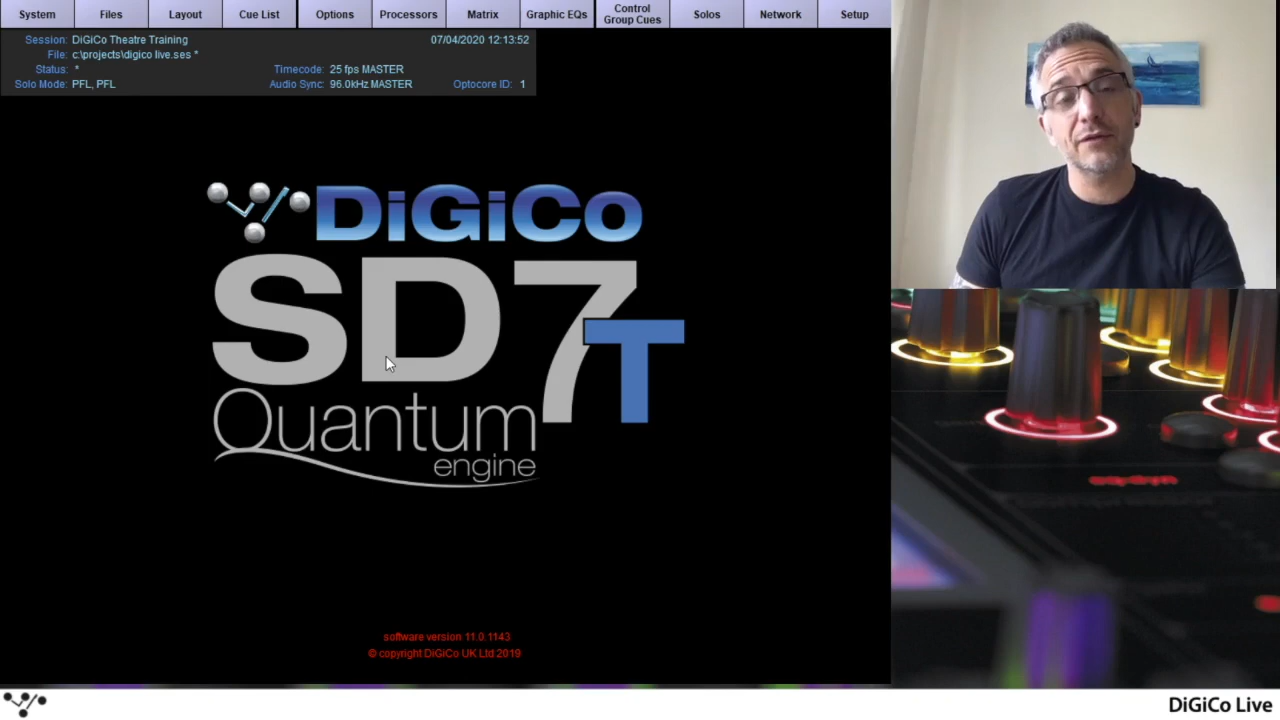 System Files Layout Cue List Options Processors Matrix Graphic EQs Control Group Cues Solos Network Setup
Session: DiGiCo Theatre Training 07/04/2020 12:13:52
File: c:\projects\digico live.ses *
Status: * Timecode: 25 fps MASTER
Solo Mode: PFL, PFL Audio Sync: 96.0kHz MASTER Optocore ID: 1
DiGiCo
SD7T
Quantum
engine
software version 11.0.1143
© copyright DiGiCo UK Ltd 2019
DiGiCo Live